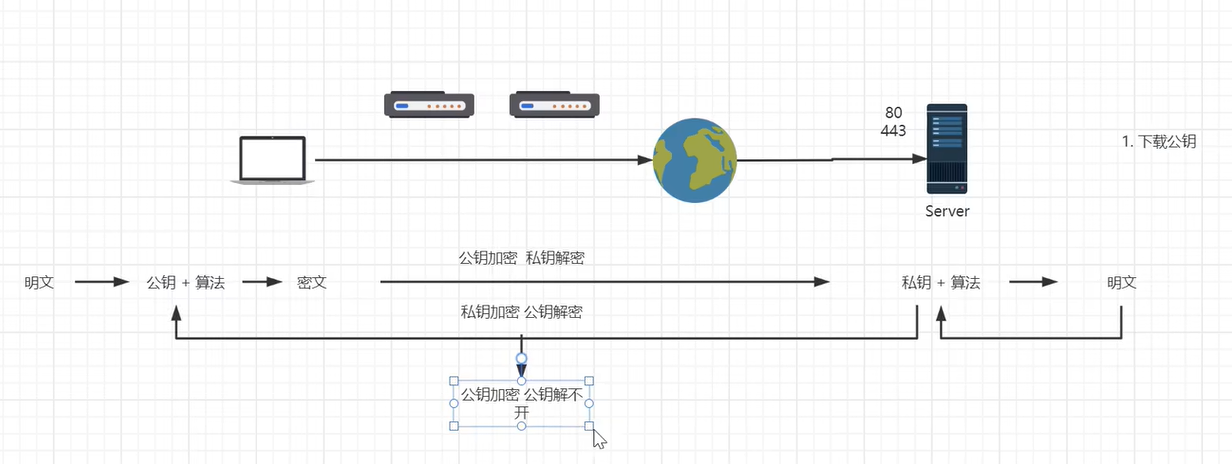 80
443
1. 下载公钥
Server
公钥加密 私钥解密
明文
公钥 + 算法
密文
私钥 + 算法
明文
私钥加密 公钥解密
公钥加密 公钥解不
开